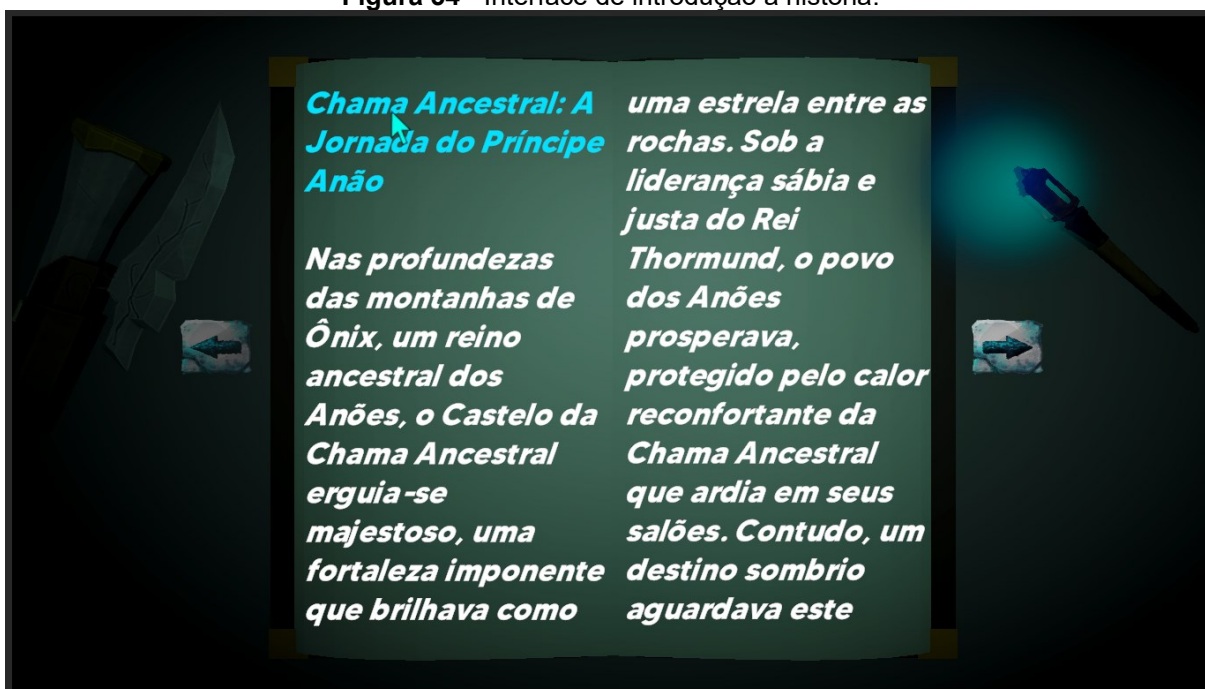 Figura 34 - Interface de introdução a história.
Chama Ancestral: A
Jornada do Príncipe
Anão
Nas profundezas
das montanhas de
Ônix, um reino
ancestral dos
Anões, o Castelo da
Chama Ancestral
erguia-se
majestoso, uma
fortaleza imponente
que brilhava como
uma estrela entre as
rochas. Sob a
liderança sábia e
justa do Rei
Thormund, o povo
dos Anões
prosperava,
protegido pelo calor
reconfortante da
Chama Ancestral
que ardia em seus
salões. Contudo, um
destino sombrio
aguardava este